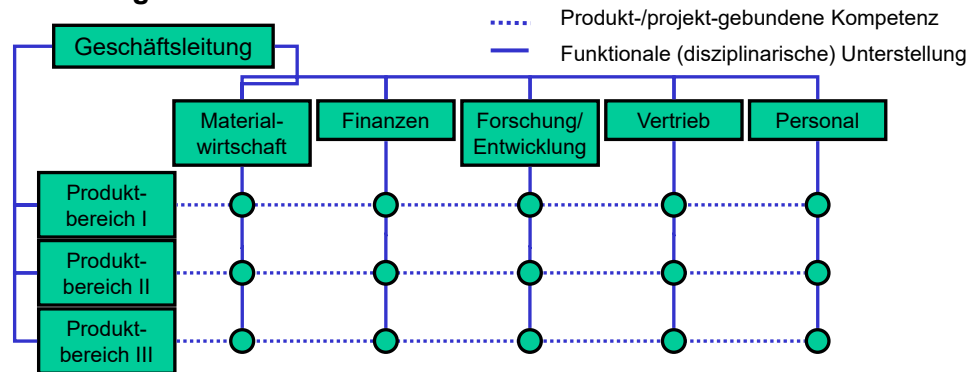 Produkt-/projekt-gebundene Kompetenz
Geschäftsleitung
Funktionale (disziplinarische) Unterstellung
Material-
wirtschaft
Finanzen
Forschung/
Entwicklung
Vertrieb
Personal
Produkt-
bereich I
Produkt-
bereich II
Produkt-
bereich III